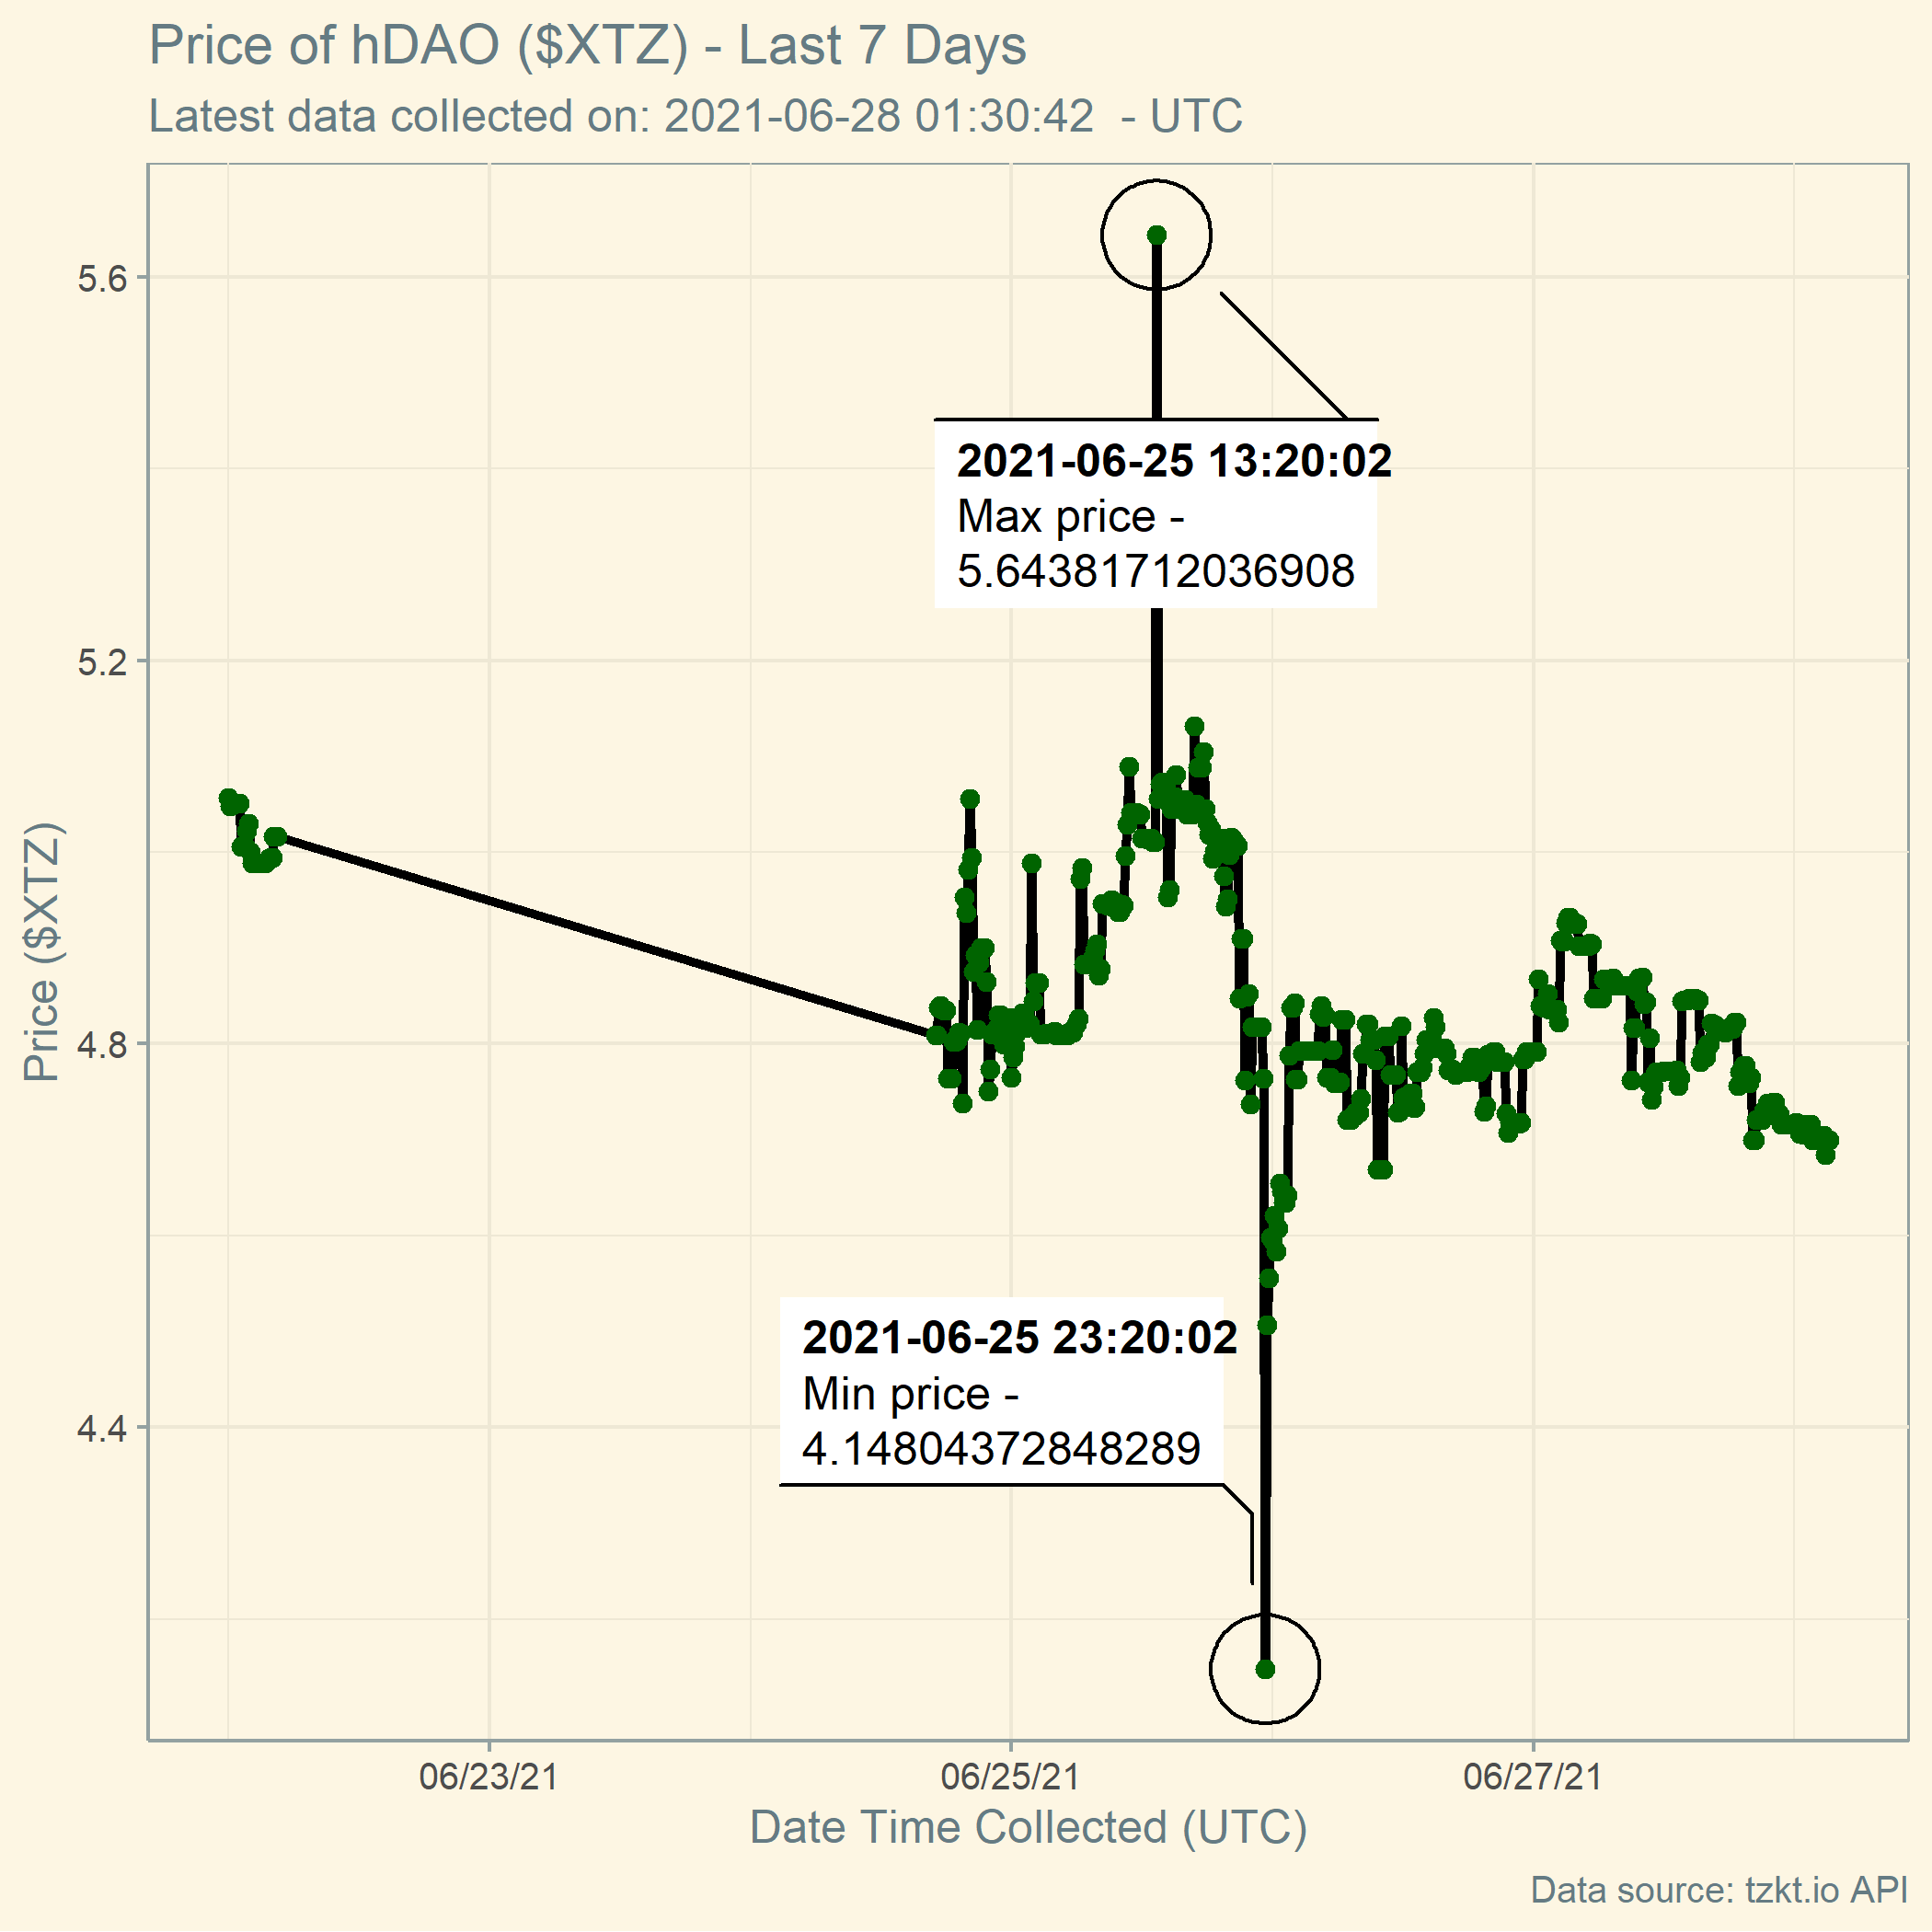 Price of hDAO ($XTZ) - Last 7 Days
Latest data collected on: 2021-06-28 01:30:42  - UTC
5.6
5.2
4.8
4.4
Price ($XTZ)
2021-06-25 13:20:02
Max price -
5.64381712036908
2021-06-25 23:20:02
Min price -
4.14804372848289
06/23/21
06/25/21
06/27/21
Date Time Collected (UTC)
Data source: tzkt.io API